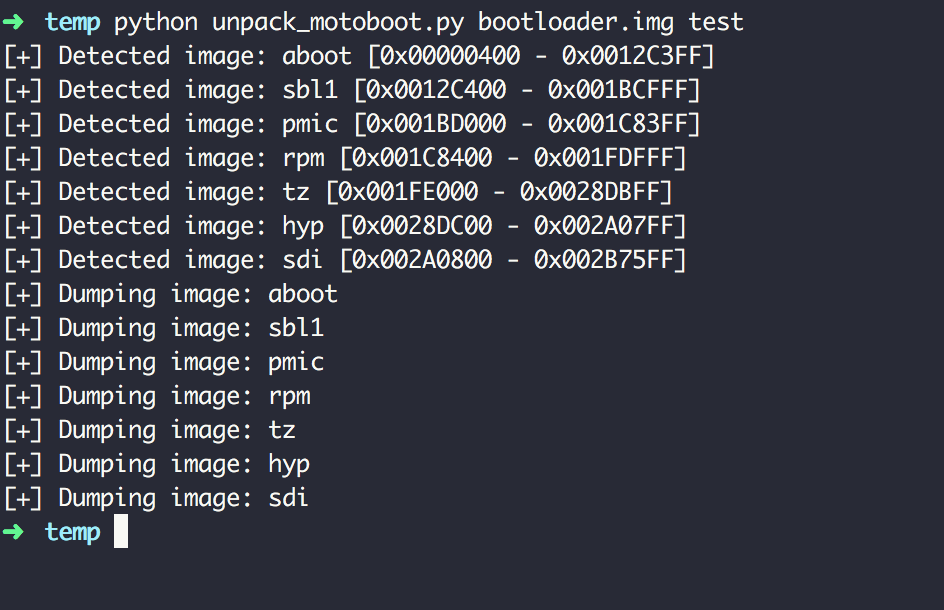 ➜ temp python unpack_motoboot.py bootloader.img test
[+] Detected image: aboot [0x00000400 - 0x0012C3FF]
[+] Detected image: sbl1 [0x0012C400 - 0x001BCFFF]
[+] Detected image: pmic [0x001BD000 - 0x001C83FF]
[+] Detected image: rpm [0x001C8400 - 0x001FDFFF]
[+] Detected image: tz [0x001FE000 - 0x0028DBFF]
[+] Detected image: hyp [0x0028DC00 - 0x002A07FF]
[+] Detected image: sdi [0x002A0800 - 0x002B75FF]
[+] Dumping image: aboot
[+] Dumping image: sbl1
[+] Dumping image: pmic
[+] Dumping image: rpm
[+] Dumping image: tz
[+] Dumping image: hyp
[+] Dumping image: sdi
➜ temp